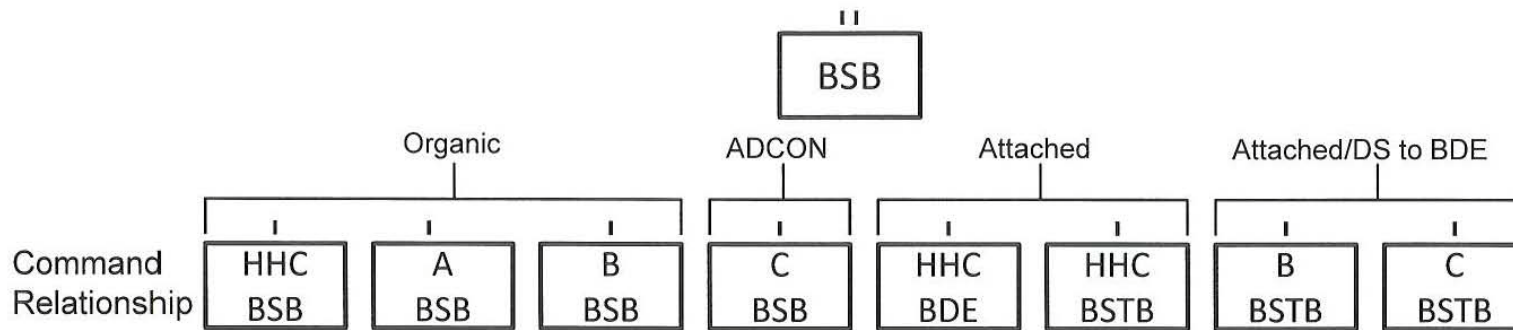 BSB
Organic
ADCON
Attached
Attached/DS to BDE
Command
Relationship
HHC
BSB
A
BSB
B
BSB
C
BSB
HHC
BDE
HHC
BSTB
B
BSTB
C
BSTB